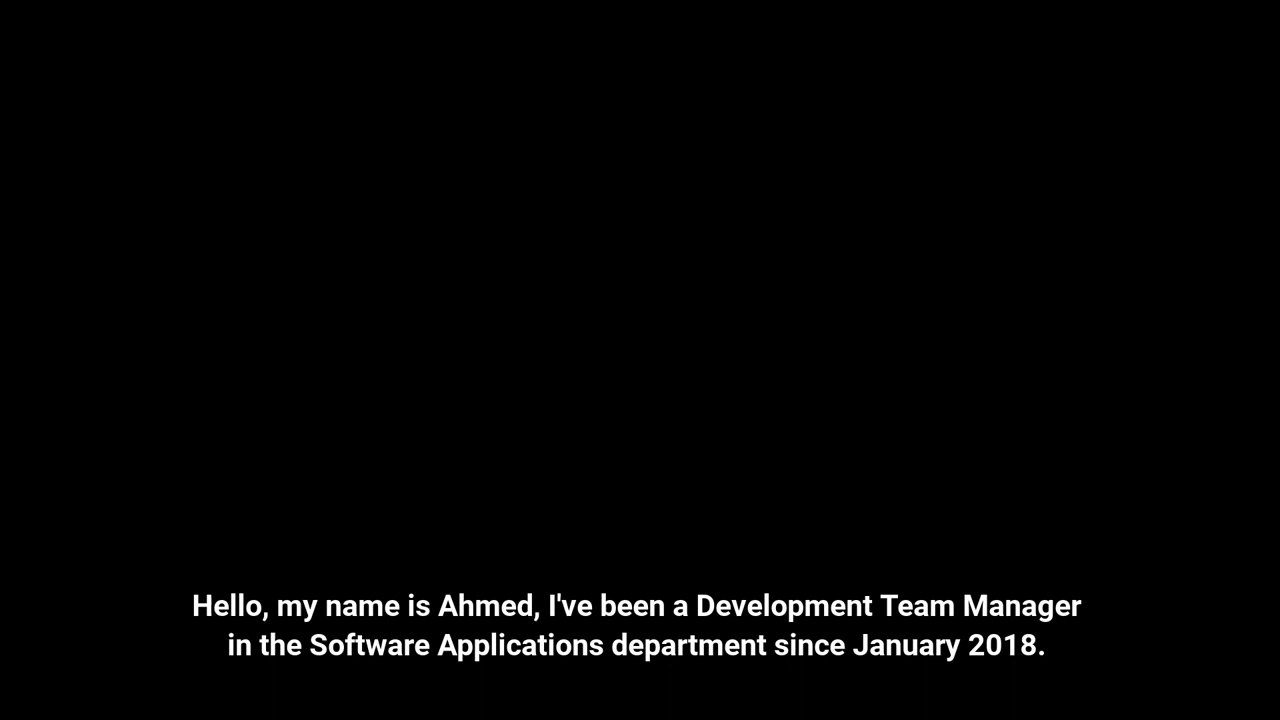 Hello, my name is Ahmed, I've been a Development Team Manager
in the Software Applications department since January 2018.